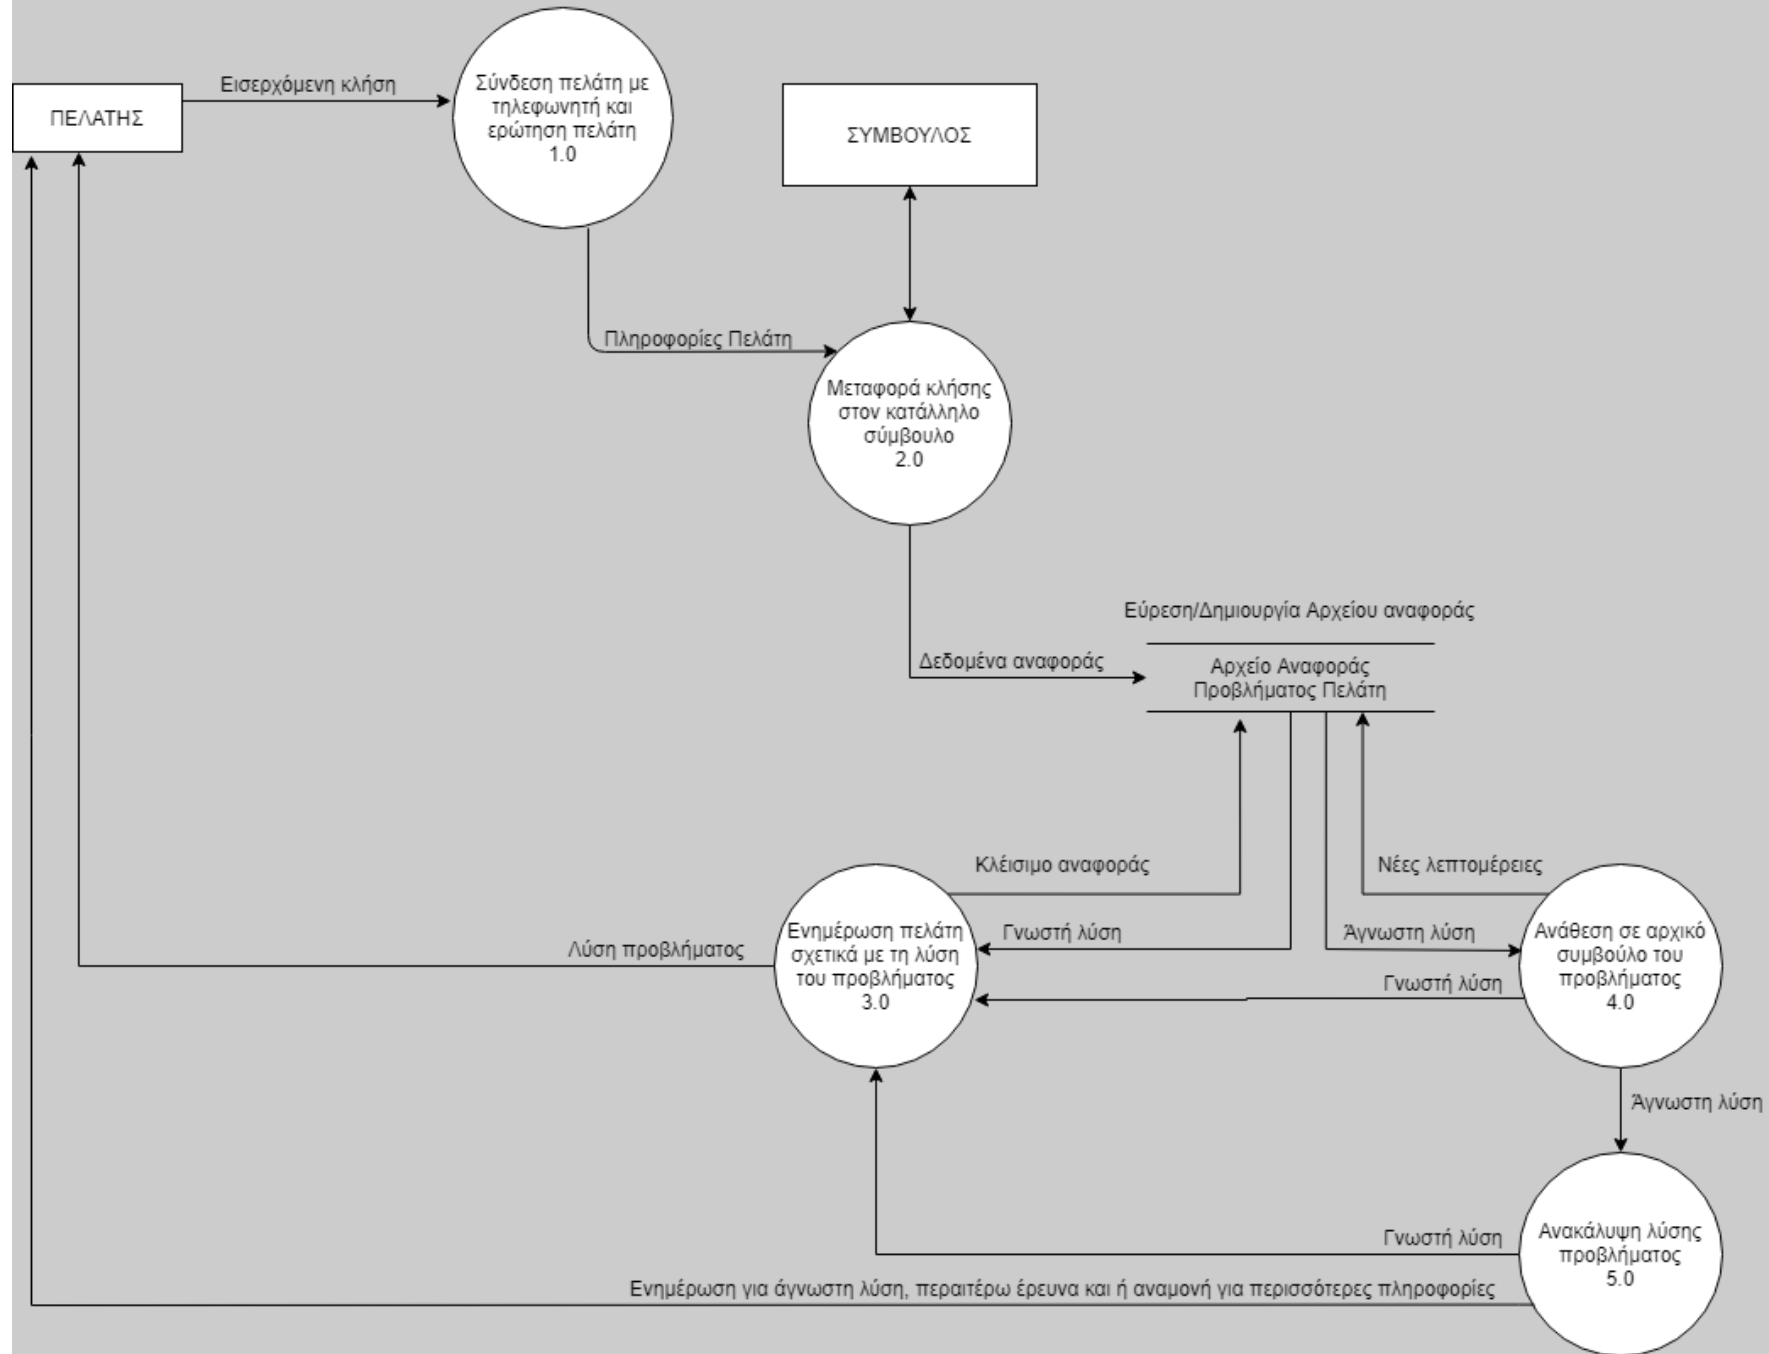 Εισερχόμενη κλήση
ΠΕΛΑΤΗΣ
Σύνδεση πελάτη με
τηλεφωνητή και
ερώτηση πελάτη
1.0
ΣΥΜΒΟΥΛΟΣ
Πληροφορίες Πελάτη
Μεταφορά κλήσης
στον κατάλληλο
σύμβουλο
2.0
Εύρεση/Δημιουργία Αρχείου αναφοράς
Δεδομένα αναφοράς
Αρχείο Αναφοράς
Προβλήματος Πελάτη
Κλέισιμο αναφοράς
Νέες λεπτομέρειες
Λύση προβλήματος
Ενημέρωση πελάτη
σχετικά με τη λύση
του προβλήματος
3.0
Γνωστή λύση
Άγνωστη λύση
Ανάθεση σε αρχικό
συμβούλο του
προβλήματος
4.0
Γνωστή λύση
Άγνωστη λύση
Γνωστή λύση
Ανακάλυψη λύσης
προβλήματος
5.0
Ενημέρωση για άγνωστη λύση, περαιτέρω έρευνα και ή αναμονή για περισσότερες πληροφορίες